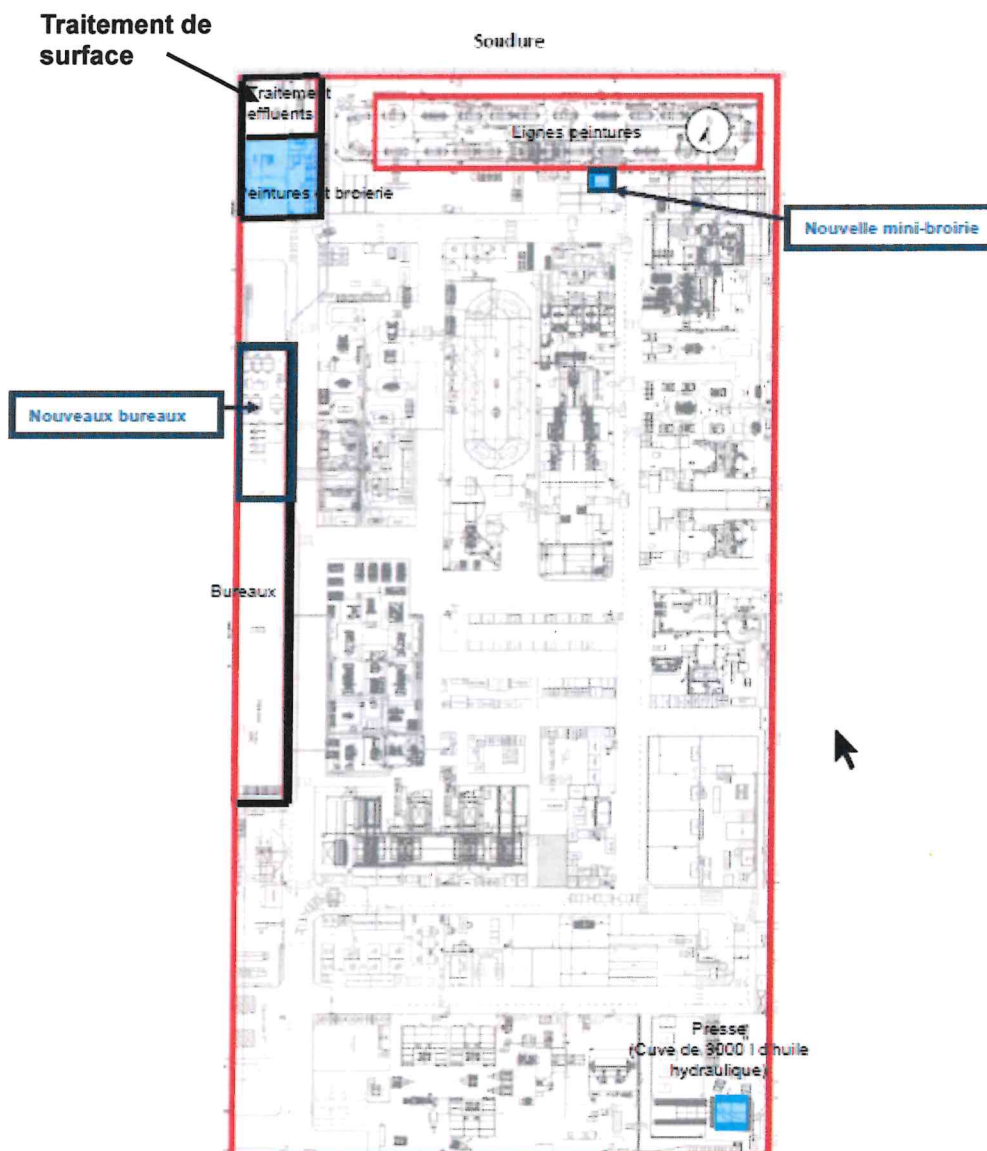 Traitement de
surface
Soudure
Traitement
effluents
Lignes peintures
Peintures et broierie
Nouvelle mini-broirie
Nouveaux bureaux
Bureaux
Presse
(Cuve de 3000 l d'huile
hydraulique)